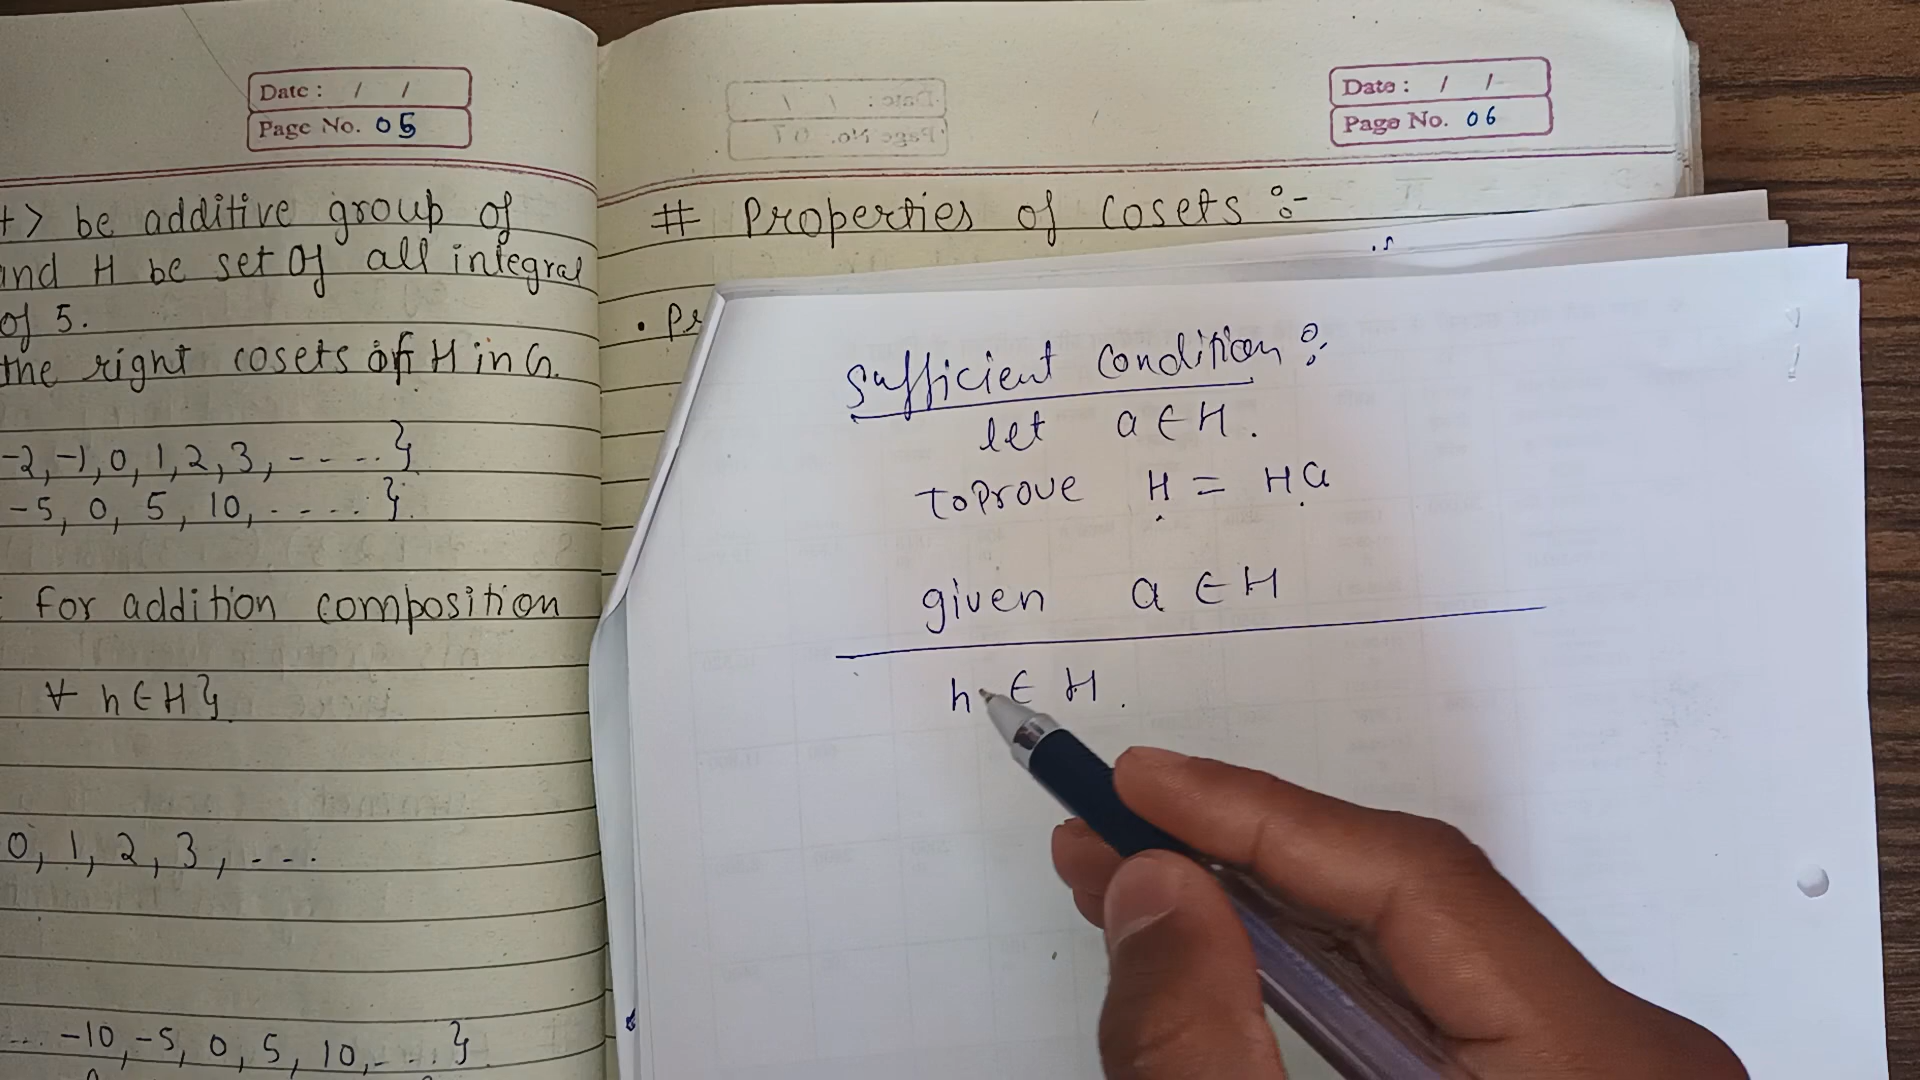 Date : / /
Page No. 05
+> be additive group of
and H be set of all integral
of 5.
the right cosets of H in G.
-2, -1, 0, 1, 2, 3, - - - -}
-5, 0, 5, 10, - - - - }.
for addition composition
∀ h ∈ H}.
0, 1, 2, 3, - - -
... -10, -5, 0, 5, 10, - - - }
Date : / /
Page No. 06
# Properties of cosets :-
• Pr
Sufficient Condition :
let a ∈ H.
to prove H = Ha
given a ∈ H
h ∈ H.